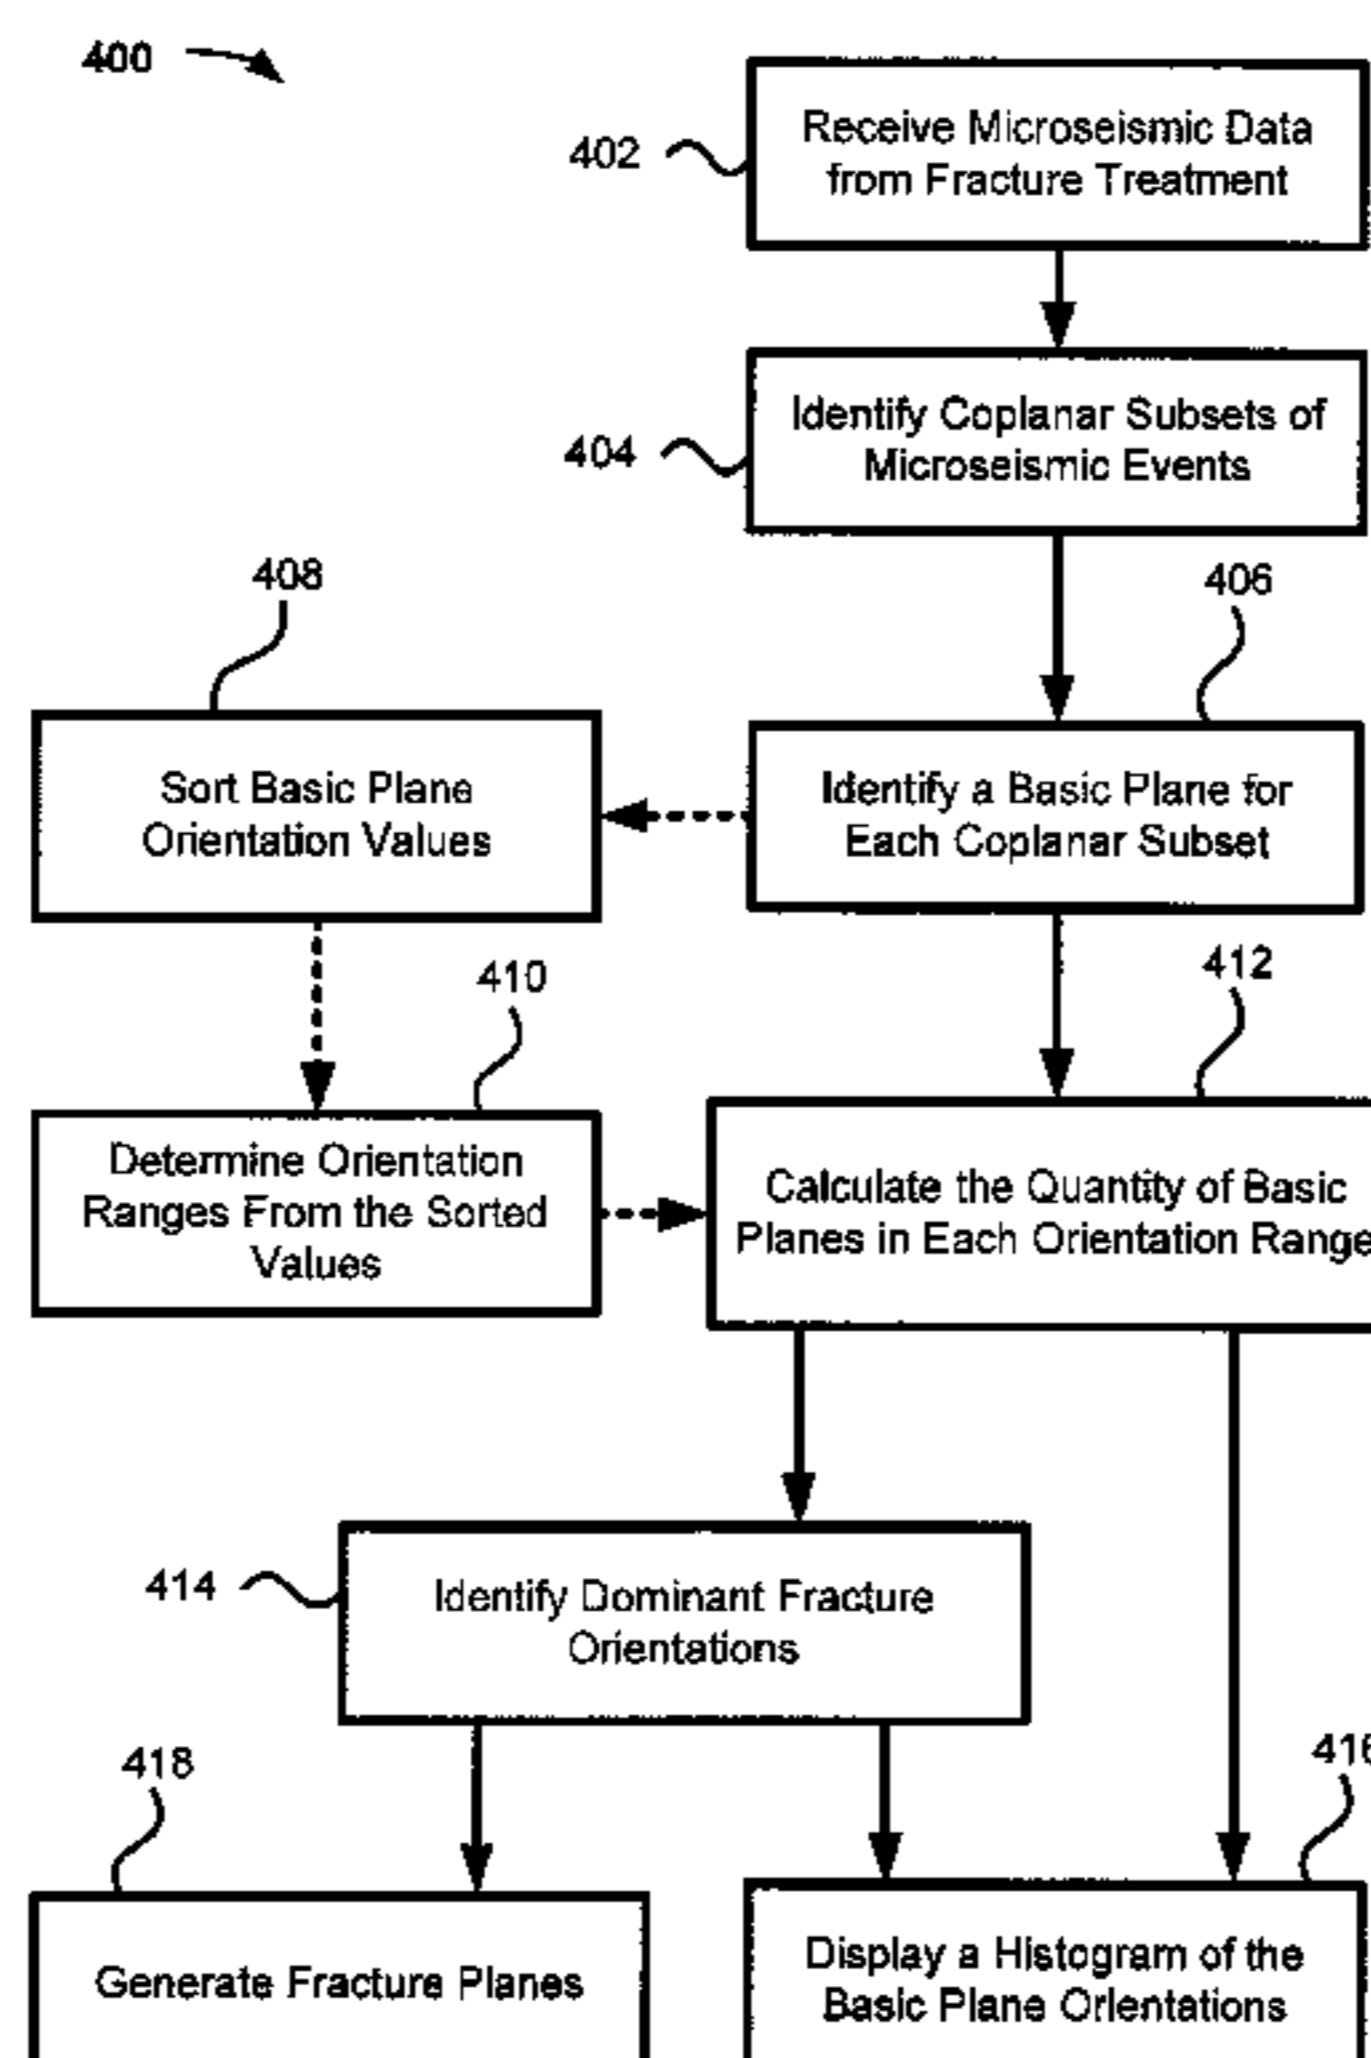 400
402
Receive Microseismic Data
from Fracture Treatment
404
Identify Coplanar Subsets of
Microseismic Events
408
406
Sort Basic Plane
Orientation Values
Identify a Basic Plane for
Each Coplanar Subset
410
412
Determine Orientation
Ranges From the Sorted
Values
Calculate the Quantity of Basic
Planes in Each Orientation Range
414
Identify Dominant Fracture
Orientations
418
416
Generate Fracture Planes
Display a Histogram of the
Basic Plane Orientations